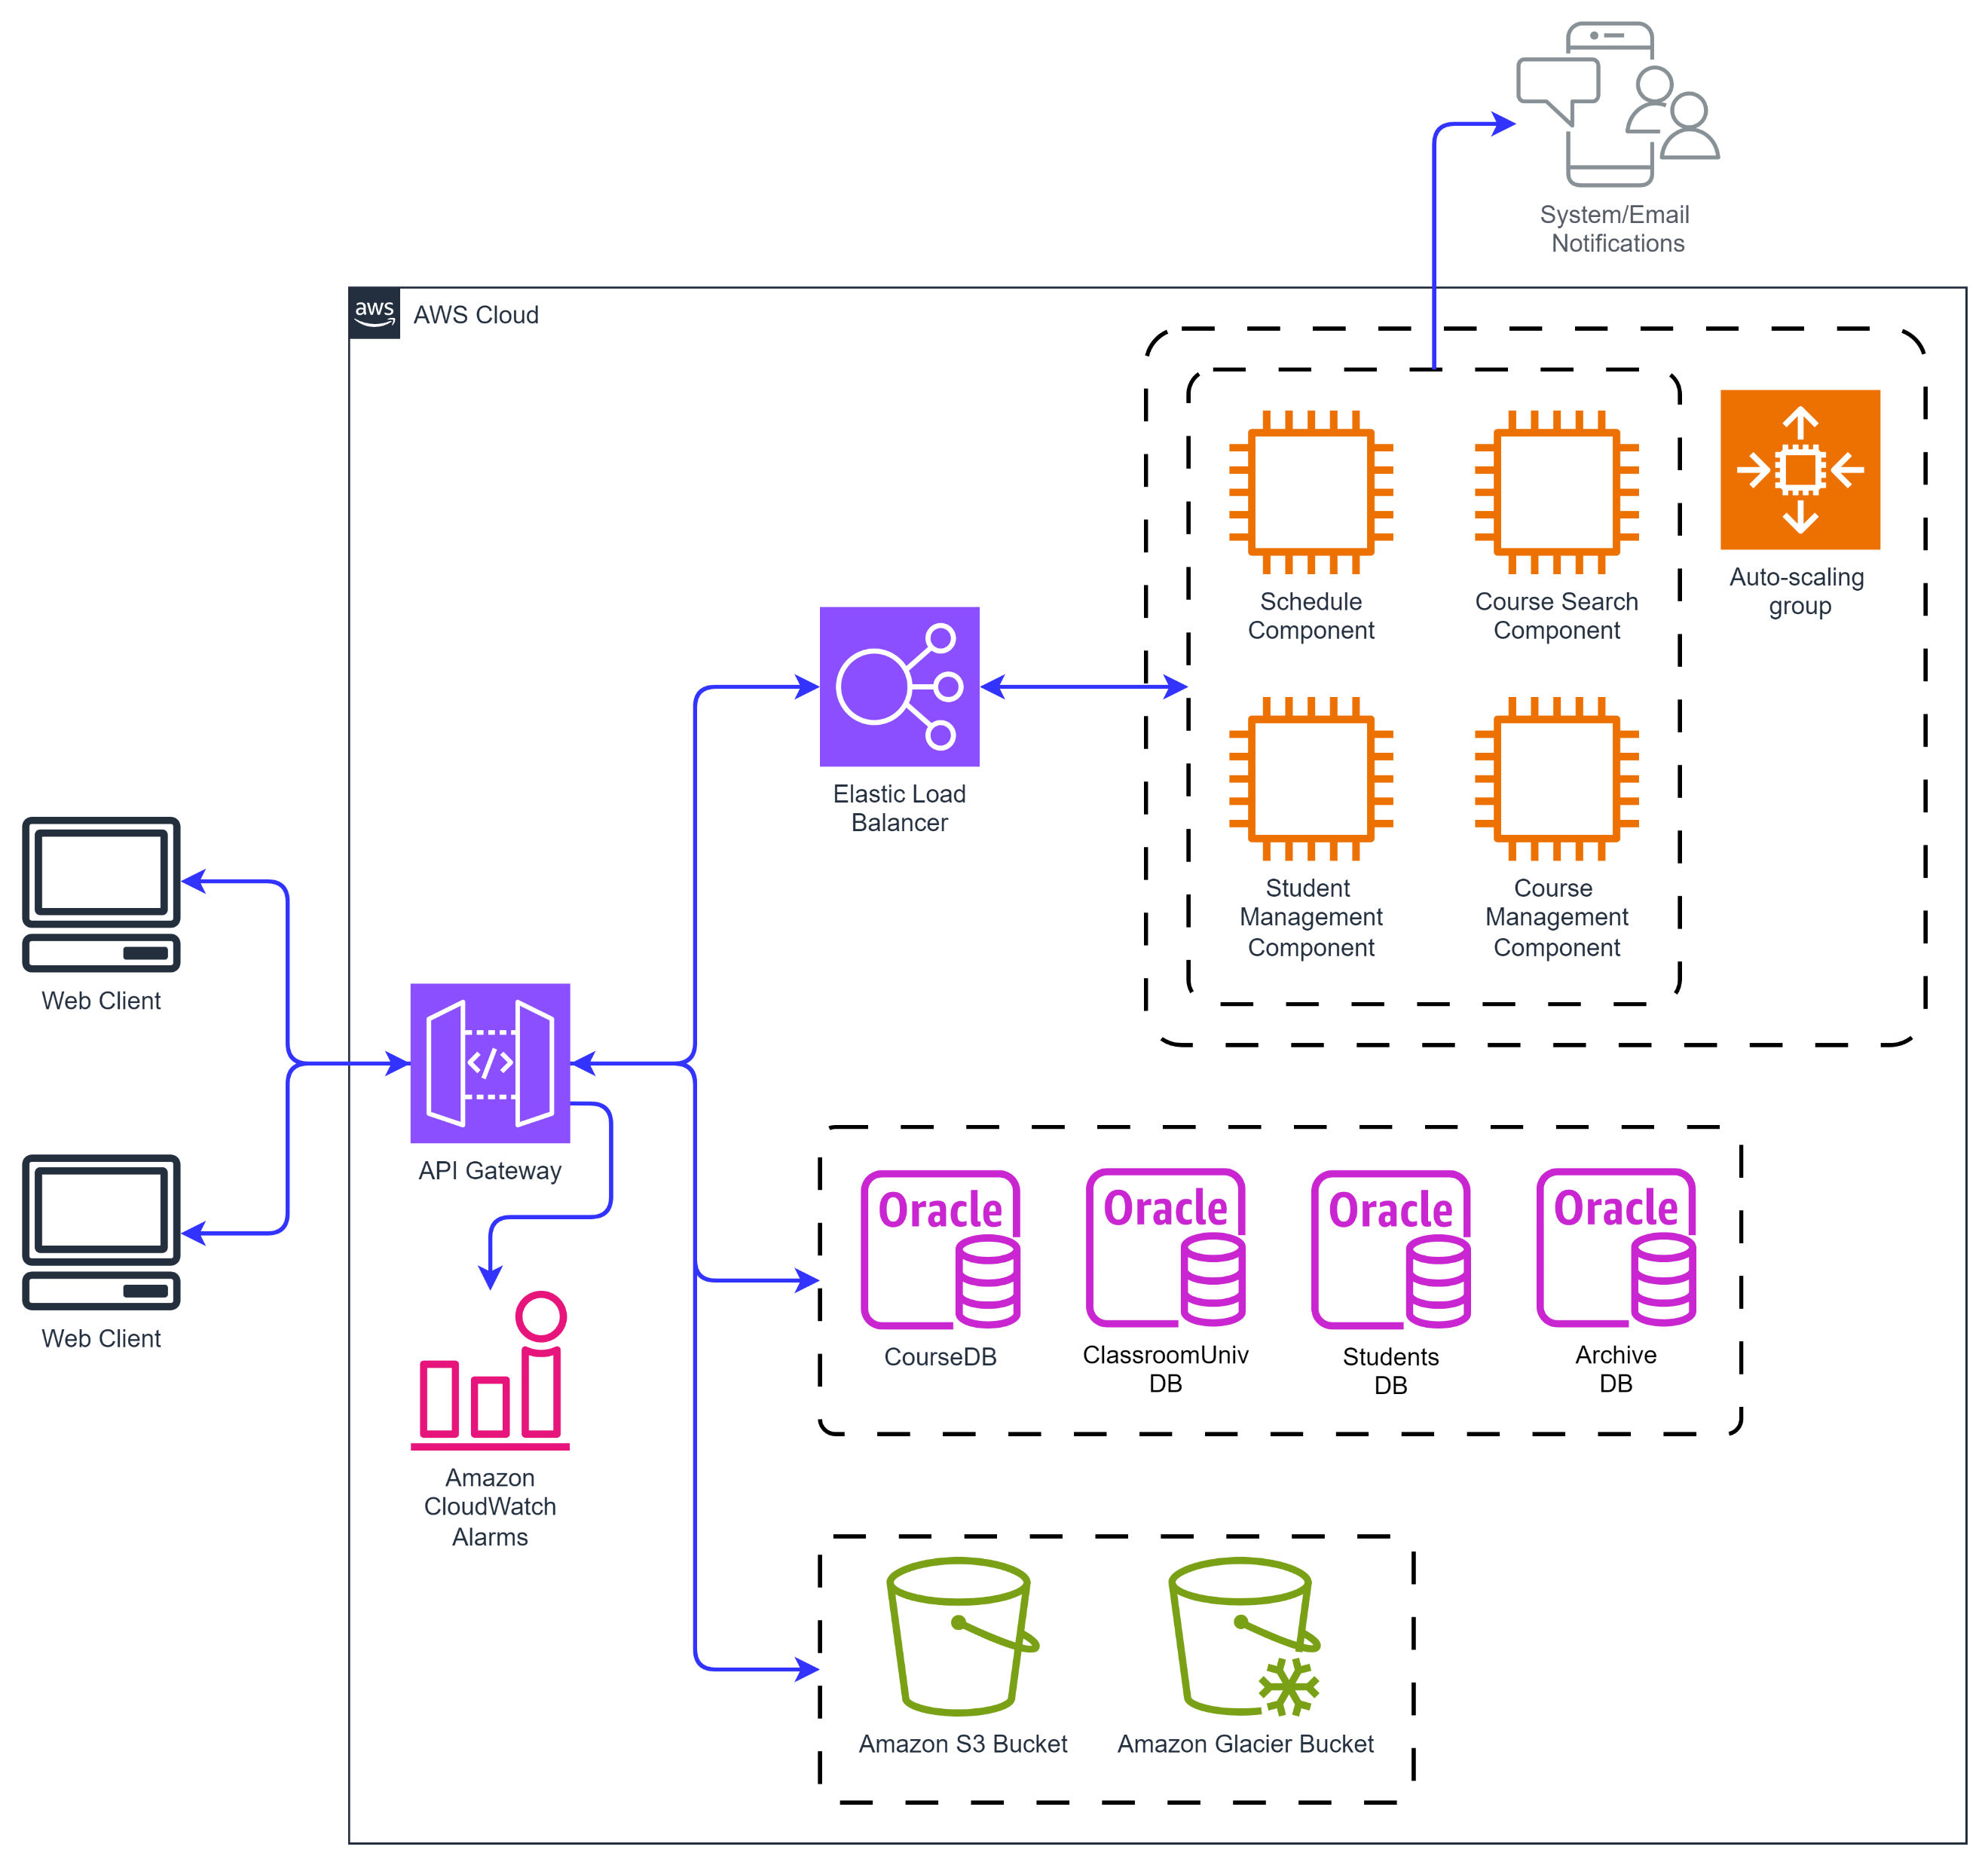 System/Email
Notifications
aws
AWS Cloud
Schedule
Component
Course Search
Component
Auto-scaling
group
Elastic Load
Balancer
Student
Management
Component
Course
Management
Component
Web Client
API Gateway
Web Client
Oracle
CourseDB
Oracle
ClassroomUniv
DB
Oracle
Students
DB
Oracle
Archive
DB
Amazon
CloudWatch
Alarms
Amazon S3 Bucket
Amazon Glacier Bucket